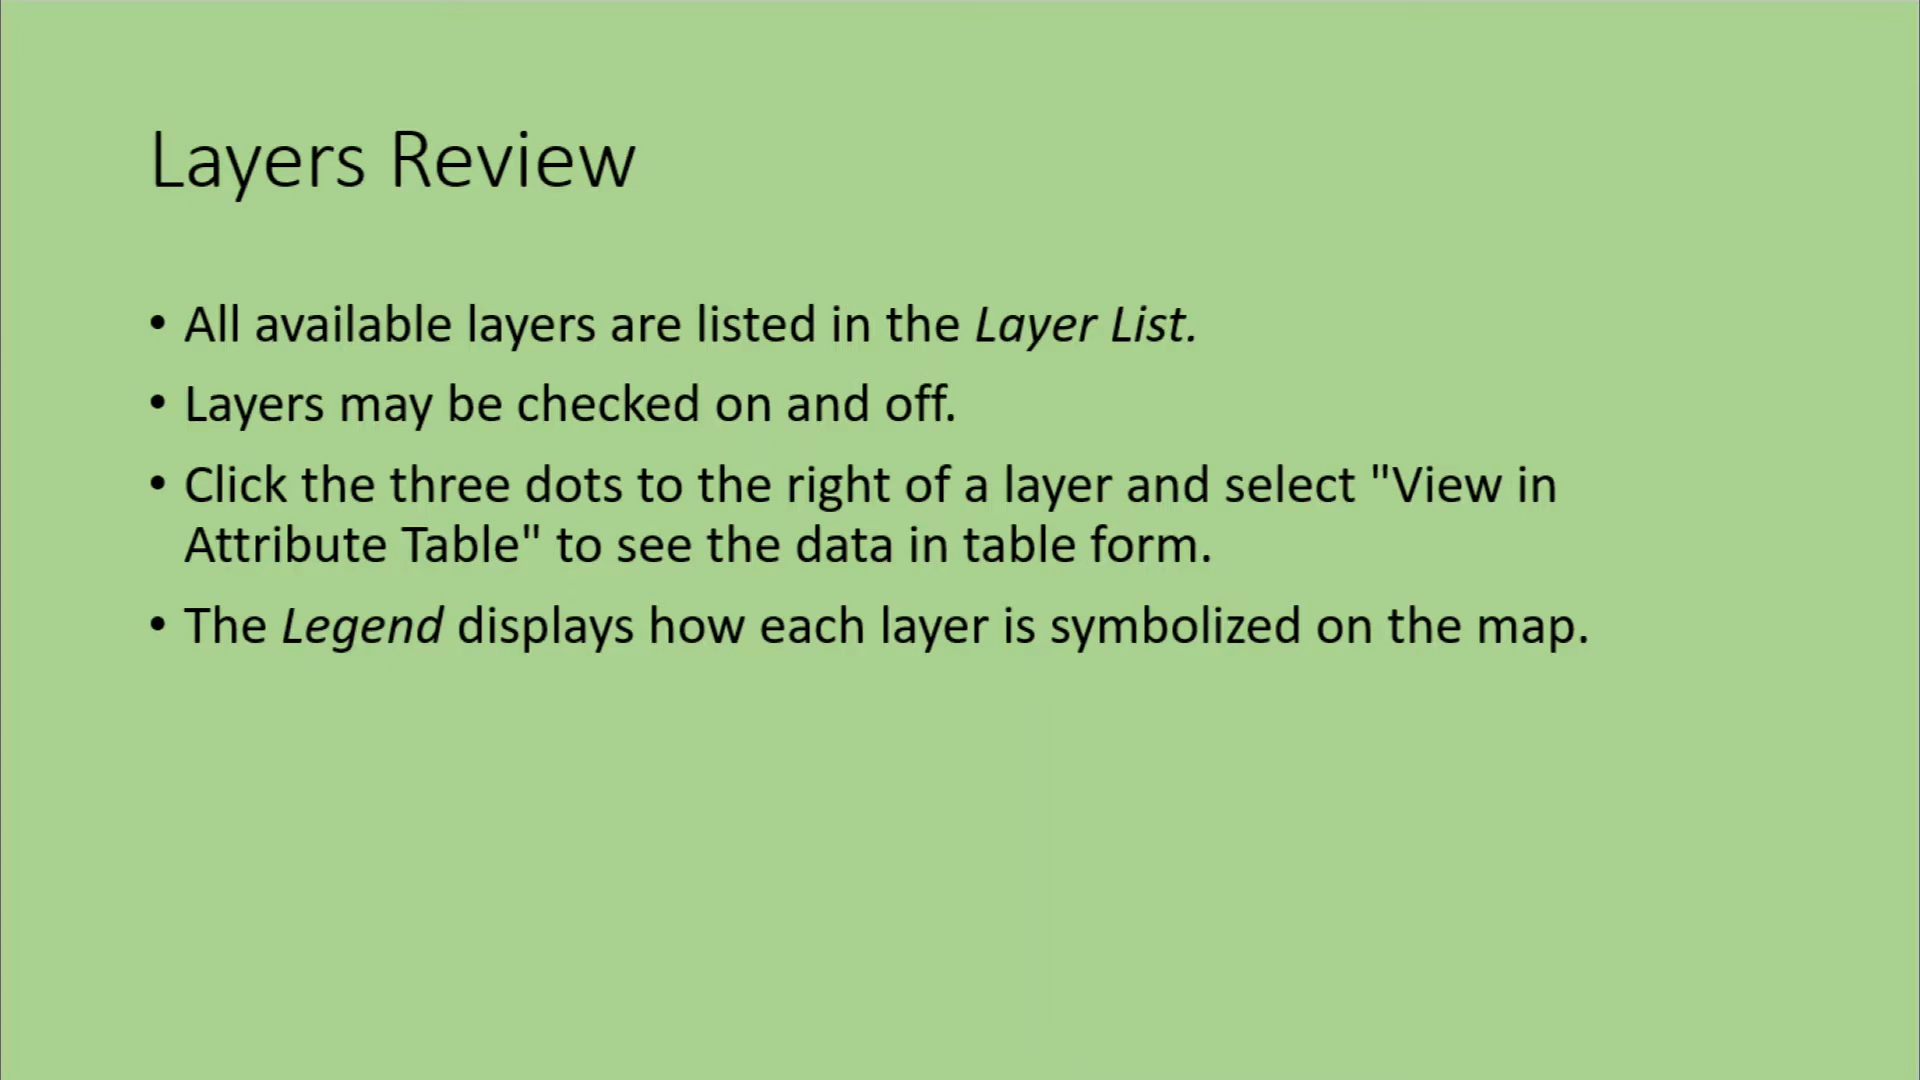 Layers Review
• All available layers are listed in the Layer List.
• Layers may be checked on and off.
• Click the three dots to the right of a layer and select "View in
Attribute Table" to see the data in table form.
• The Legend displays how each layer is symbolized on the map.